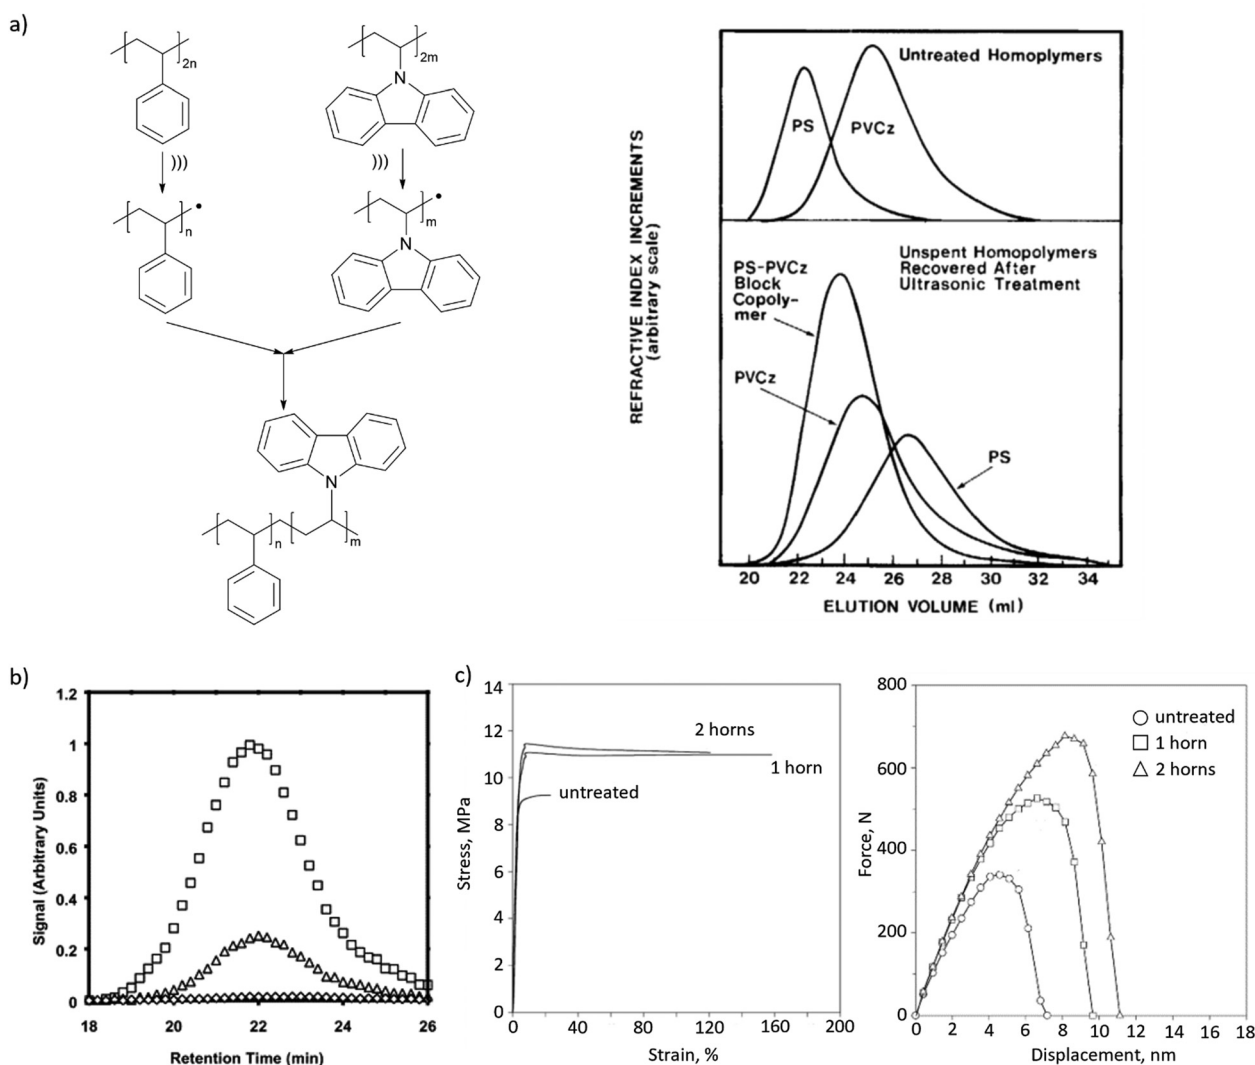 a)
2n
2m
N
)))
)))
n
m
N
N
n
m
REFRACTIVE INDEX INCREMENTS
(arbitrary scale)
Untreated Homoplymers
PS
PVCz
Unspent Homopolymers
Recovered After
Ultrasonic Treatment
PS-PVCz
Block
Copoly-
mer
PVCz
PS
20 22 24 26 28 30 32 34
ELUTION VOLUME (ml)
b)
Signal (Arbitrary Units)
1.2
1
0.8
0.6
0.4
0.2
0
18 20 22 24 26
Retention Time (min)
c)
Stress, MPa
14
12
10
8
6
4
2
0
2 horns
1 horn
untreated
0 40 80 120 160 200
Strain, %
Force, N
800
600
400
200
0
untreated
1 horn
2 horns
0 2 4 6 8 10 12 14 16 18
Displacement, nm